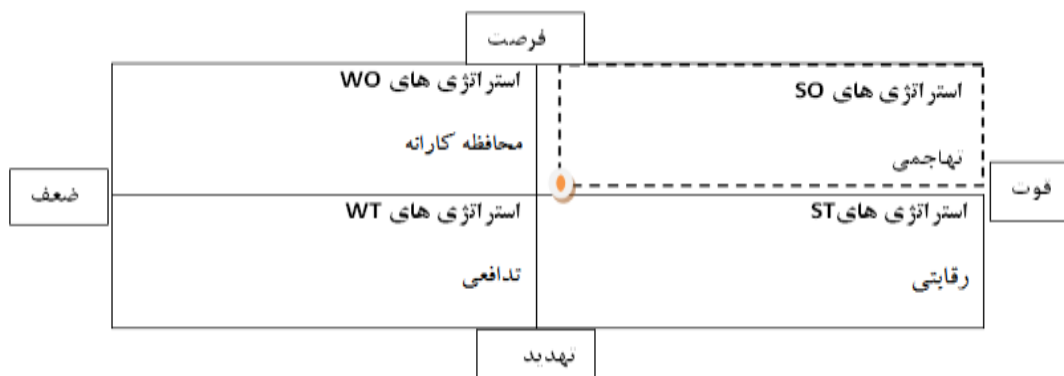 فرصت
استراتژی های SO
تهاجمی
استراتژی های WO
محافظه کارانه
قوت
ضعف
استراتژی هایST
رقابتی
استراتژی های WT
تدافعی
تهدید